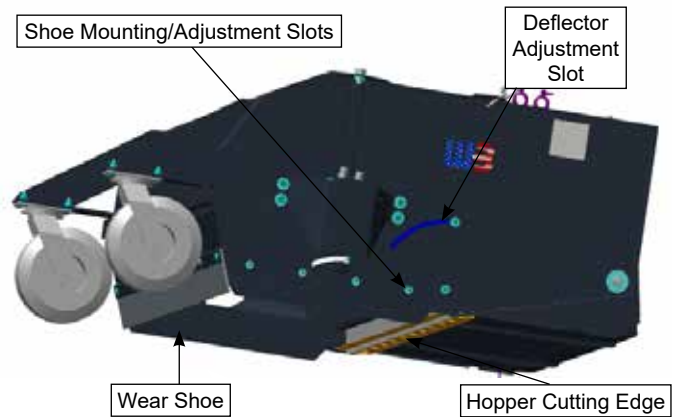 Shoe Mounting/Adjustment Slots
Deflector
Adjustment
Slot
Wear Shoe
Hopper Cutting Edge